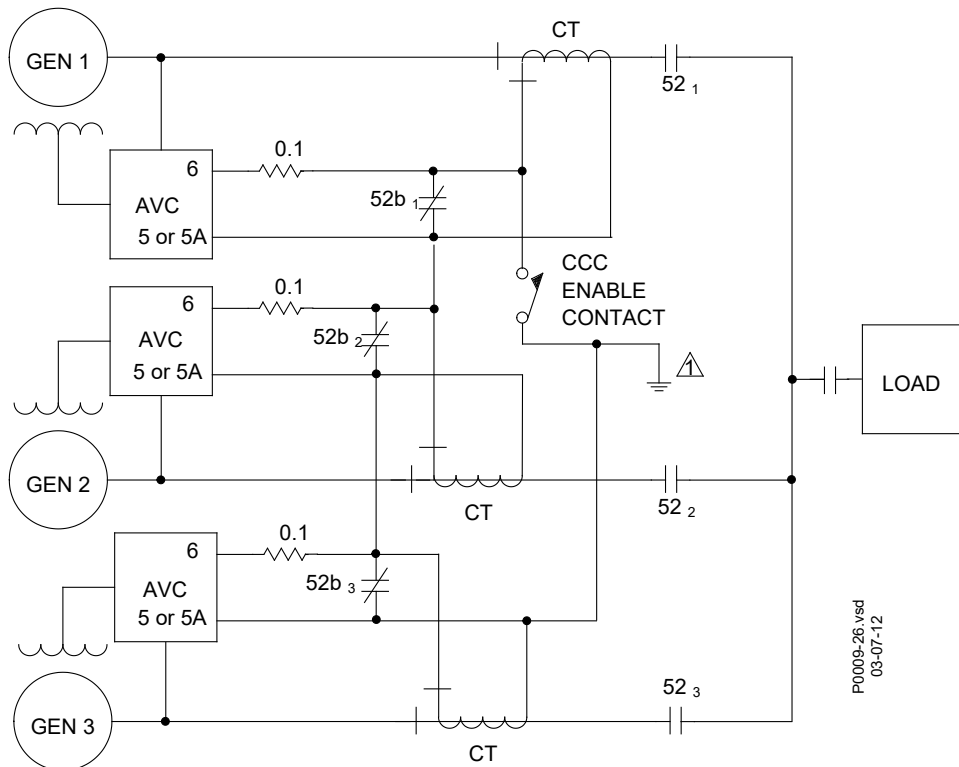 CT
GEN 1
52 1
0.1
6
AVC
5 or 5A
52b 1
CCC
ENABLE
CONTACT
0.1
6
AVC
5 or 5A
52b 2
1
LOAD
GEN 2
CT
52 2
0.1
6
AVC
5 or 5A
52b 3
GEN 3
CT
52 3
P0009-26.vsd
03-07-12